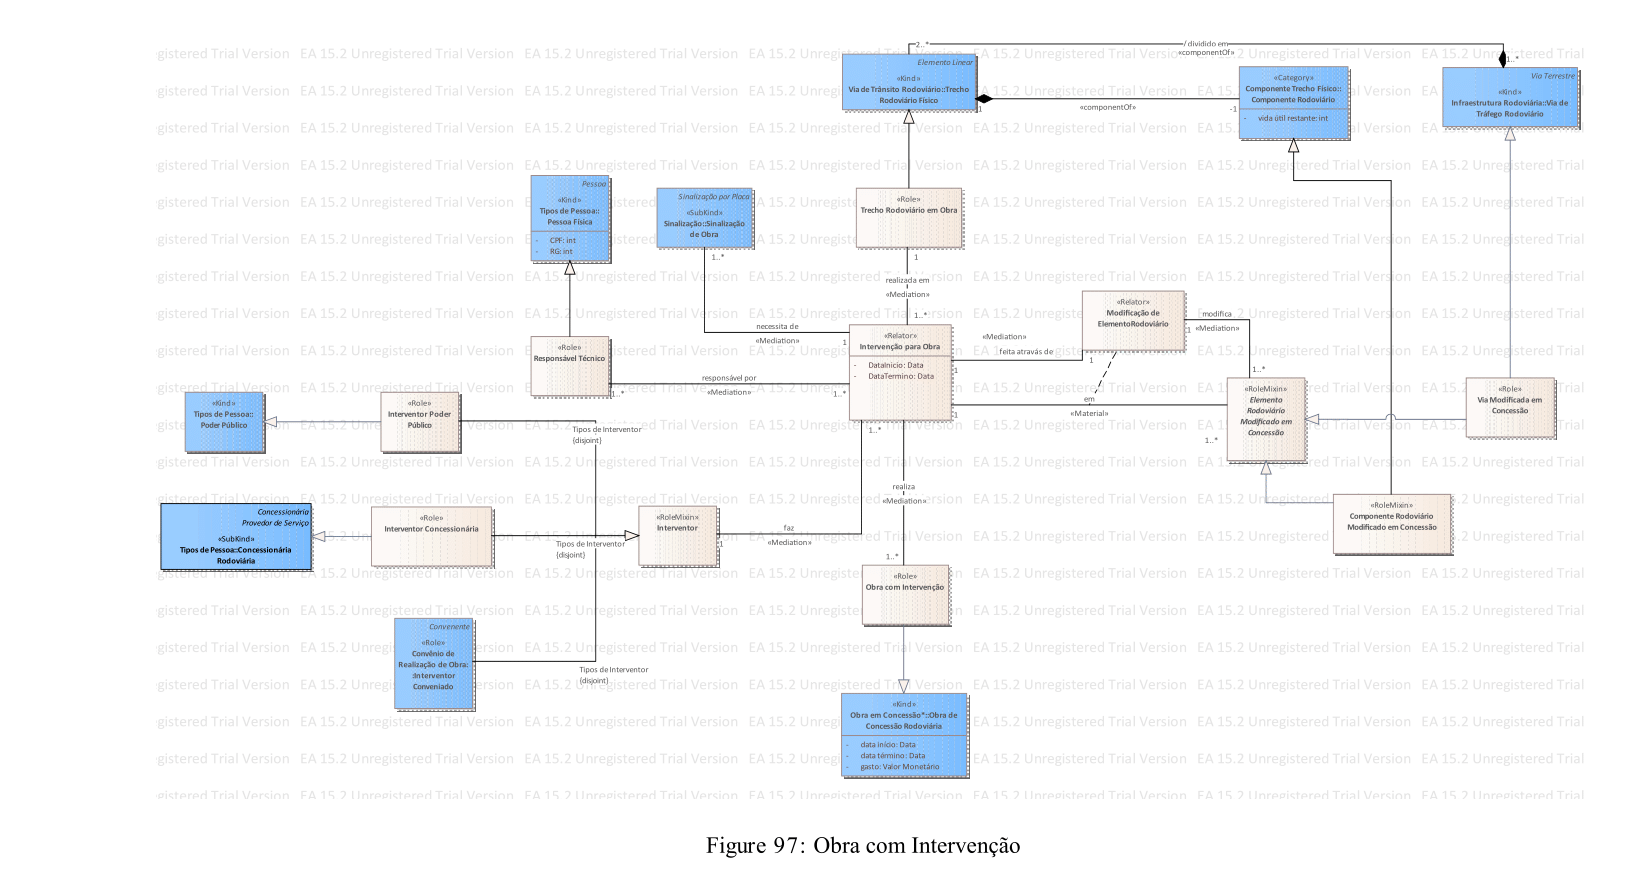 2..*
/ dividido em
«componentOf»
1..*
Elemento Linear
«Kind»
Via de Trânsito Rodoviário::Trecho
Rodoviário Físico
1
«componentOf»
-1
«Category»
Componente Trecho Físico::
Componente Rodoviário
- vida útil restante: int
Via Terrestre
«Kind»
Infraestrutura Rodoviária::Via de
Tráfego Rodoviário
Pessoa
«Kind»
Tipos de Pessoa::
Pessoa Física
- CPF: int
- RG: int
Sinalização por Placa
«SubKind»
Sinalização::Sinalização
de Obra
1..*
«Role»
Trecho Rodoviário em Obra
1
realizada em
«Mediation»
1..*
«Relator»
Modificação de
ElementoRodoviário
modifica
1
«Mediation»
1..*
necessita de
«Mediation»
1
«Relator»
Intervenção para Obra
- DataInicio: Data
- DataTermino: Data
«Mediation»
feita através de
1
1
«Role»
Responsável Técnico
1..*
responsável por
«Mediation»
1..*
em
«Material»
1
1..*
«RoleMixin»
Elemento
Rodoviário
Modificado em
Concessão
«Role»
Via Modificada em
Concessão
«Kind»
Tipos de Pessoa::
Poder Público
«Role»
Interventor Poder
Público
Tipos de Interventor
{disjoint}
1..*
realiza
«Mediation»
1..*
«RoleMixin»
Componente Rodoviário
Modificado em Concessão
Concessionária
Provedor de Serviço
«SubKind»
Tipos de Pessoa::Concessionária
Rodoviária
«Role»
Interventor Concessionária
Tipos de Interventor
{disjoint}
«RoleMixin»
Interventor
1
faz
«Mediation»
«Role»
Obra com Intervenção
Convenente
«Role»
Convênio de
Realização de Obra:
:Interventor
Conveniado
Tipos de Interventor
{disjoint}
«Kind»
Obra em Concessão*::Obra de
Concessão Rodoviária
- data início: Data
- data término: Data
- gasto: Valor Monetário
Figure 97: Obra com Intervenção